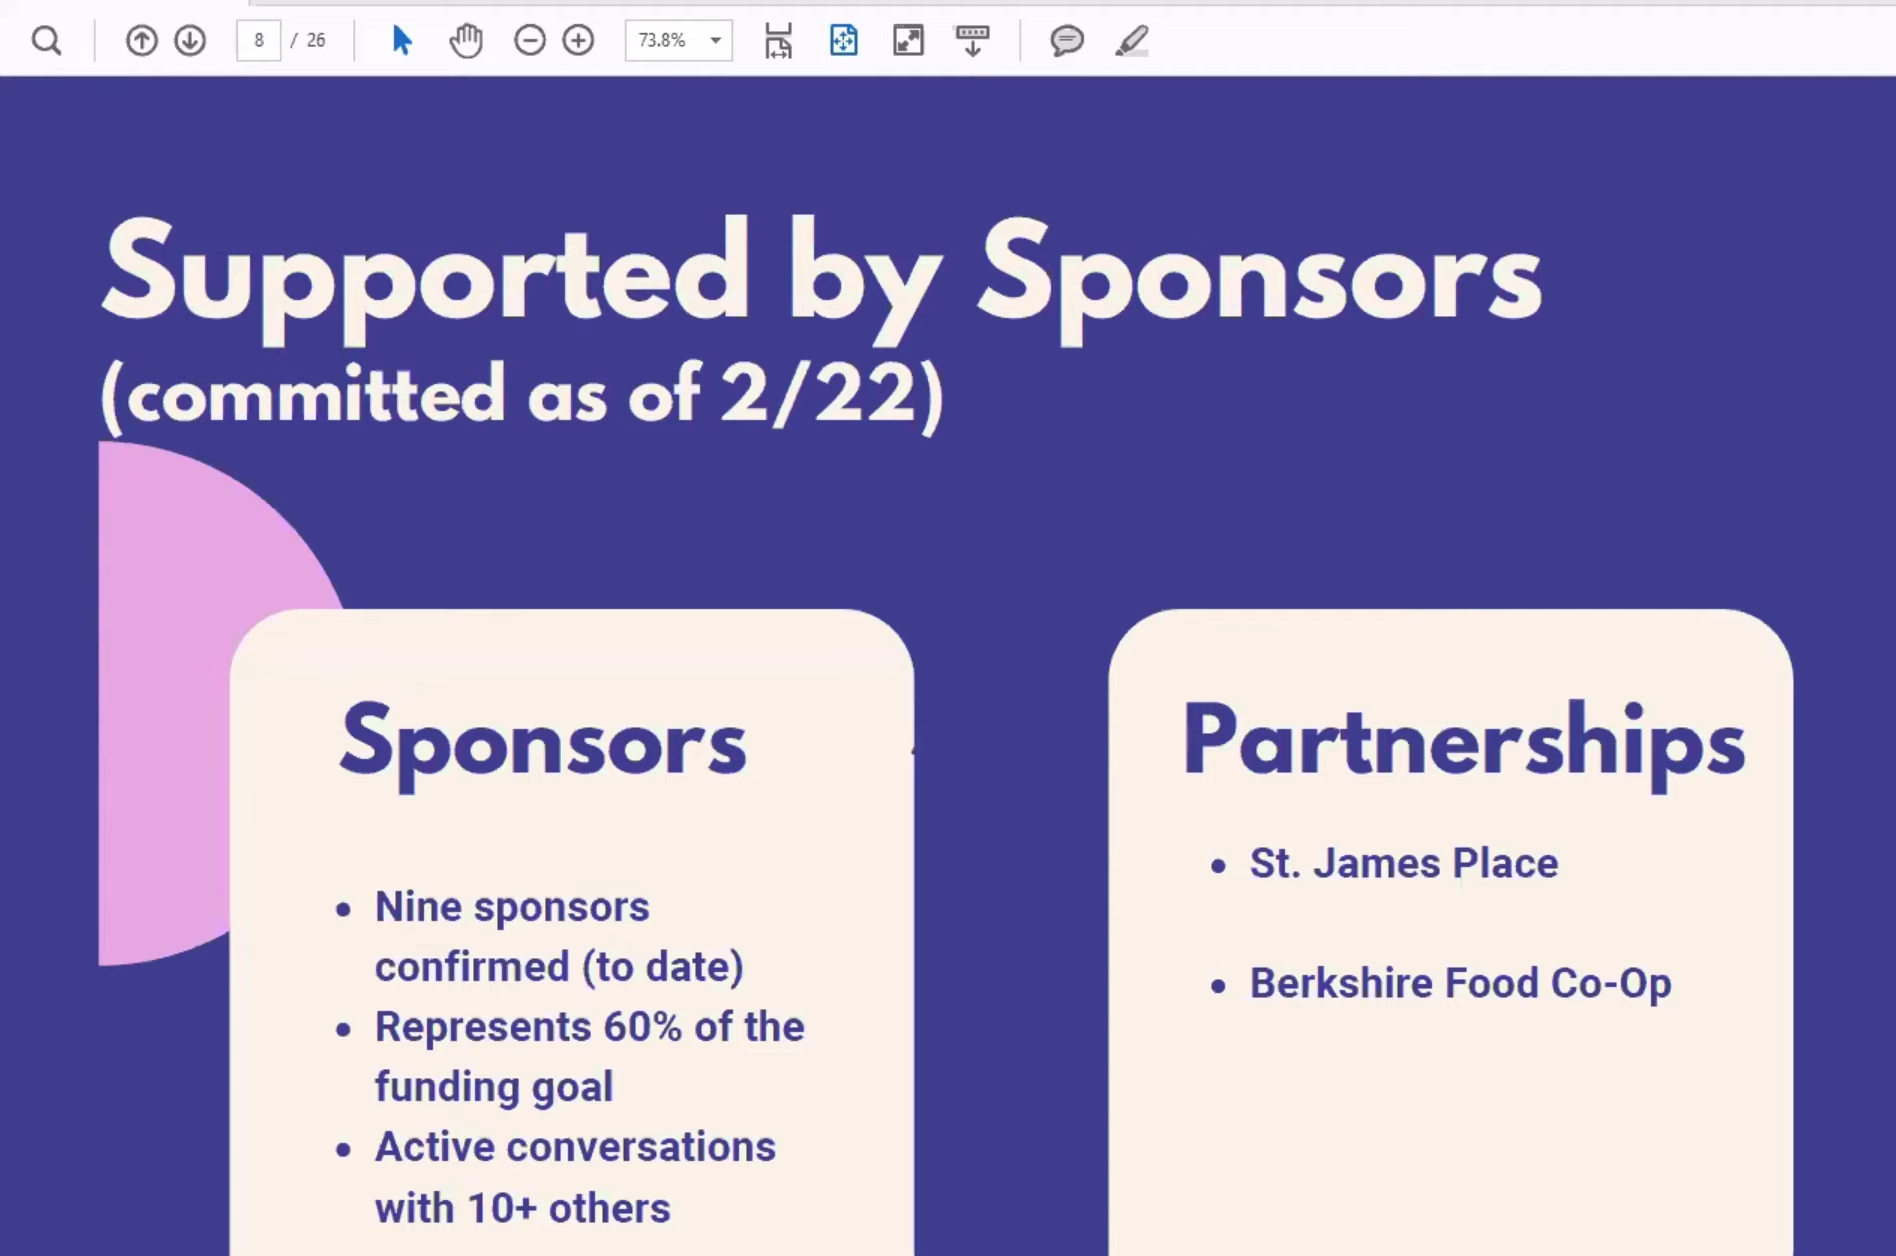 8 / 26 73.8%
Supported by Sponsors
(committed as of 2/22)
Sponsors
• Nine sponsors
confirmed (to date)
• Represents 60% of the
funding goal
• Active conversations
with 10+ others
Partnerships
• St. James Place
• Berkshire Food Co-Op